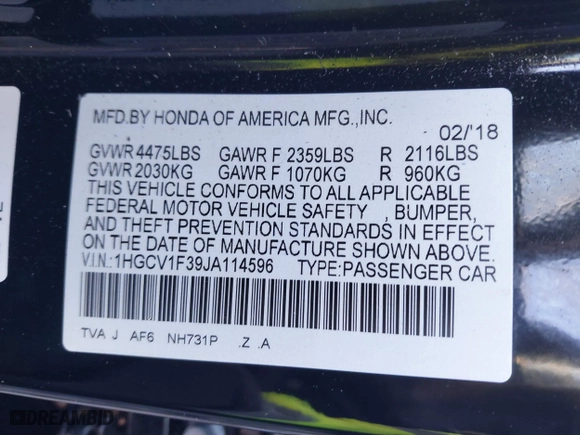 MFD.BY HONDA OF AMERICA MFG.,INC.
02/'18
GVWR 4475LBS GAWR F 2359LBS R 2116LBS
GVWR 2030KG GAWR F 1070KG R 960KG
THIS VEHICLE CONFORMS TO ALL APPLICABLE
FEDERAL MOTOR VEHICLE SAFETY , BUMPER,
AND THEFT PREVENTION STANDARDS IN EFFECT
ON THE DATE OF MANUFACTURE SHOWN ABOVE.
V.I.N.:1HGCV1F39JA114596 TYPE:PASSENGER CAR
TVA J AF6 NH731P .Z .A
DREAMBID